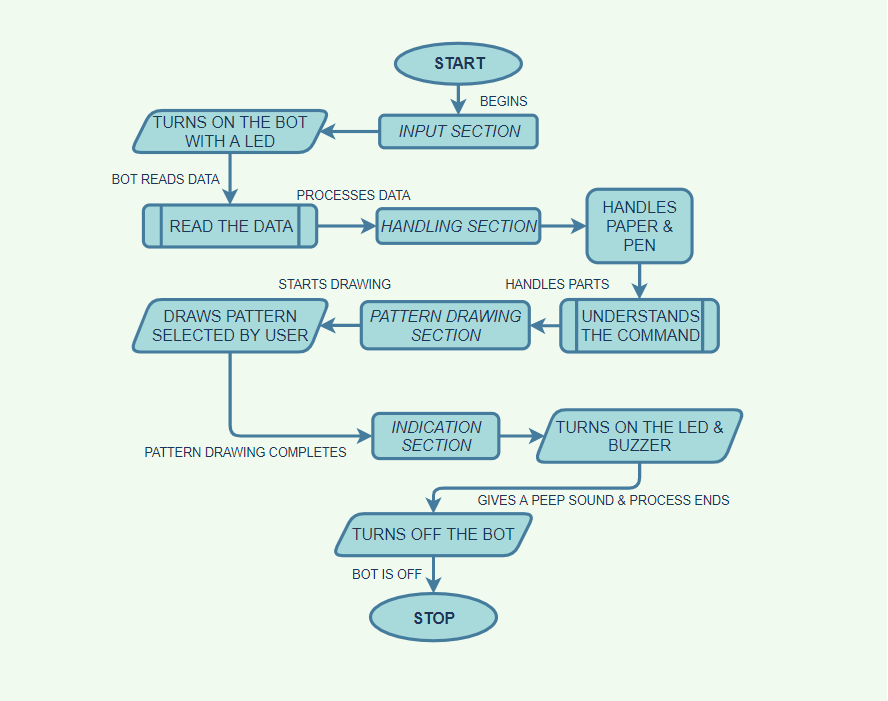 START
BEGINS
INPUT SECTION
TURNS ON THE BOT
WITH A LED
BOT READS DATA
READ THE DATA
PROCESSES DATA
HANDLING SECTION
HANDLES
PAPER &
PEN
HANDLES PARTS
UNDERSTANDS
THE COMMAND
PATTERN DRAWING
SECTION
STARTS DRAWING
DRAWS PATTERN
SELECTED BY USER
PATTERN DRAWING COMPLETES
INDICATION
SECTION
TURNS ON THE LED &
BUZZER
GIVES A PEEP SOUND & PROCESS ENDS
TURNS OFF THE BOT
BOT IS OFF
STOP